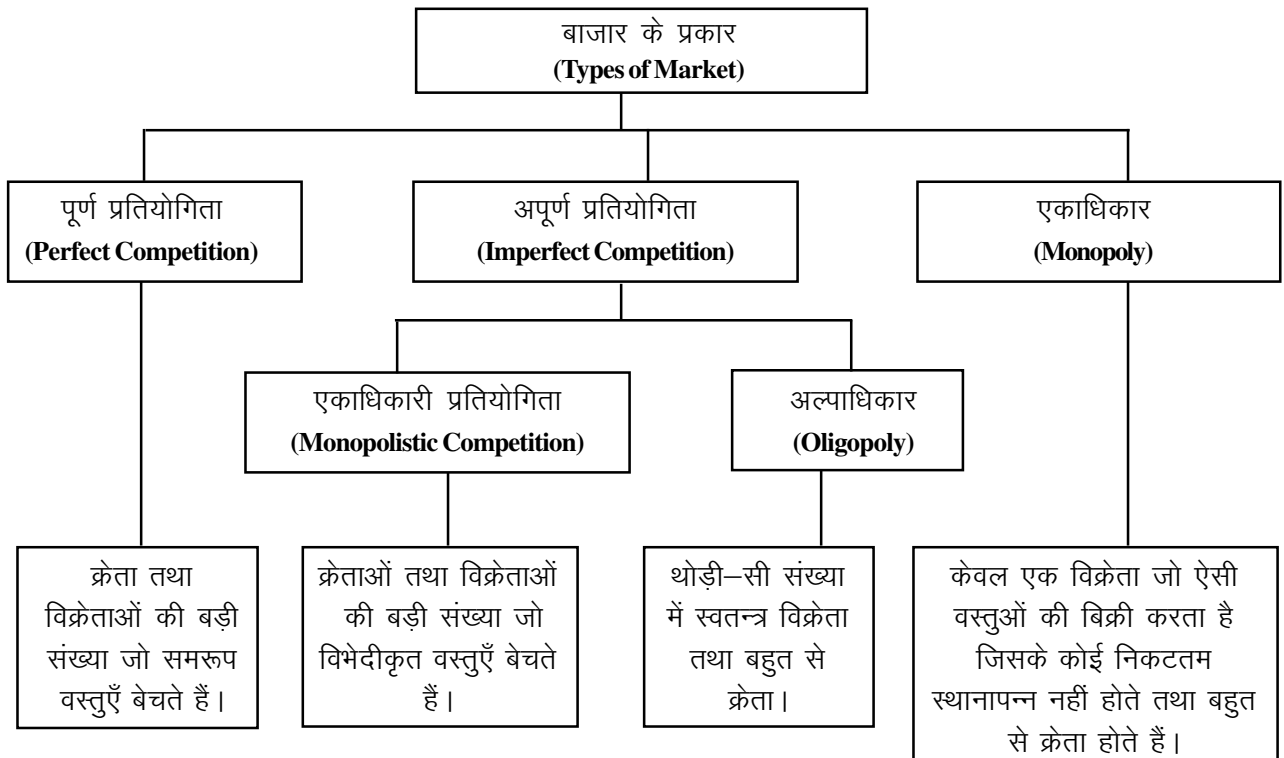 बाजार के प्रकार
(Types of Market)
पूर्ण प्रतियोगिता
(Perfect Competition)
अपूर्ण प्रतियोगिता
(Imperfect Competition)
एकाधिकार
(Monopoly)
एकाधिकारी प्रतियोगिता
(Monopolistic Competition)
अल्पाधिकार
(Oligopoly)
क्रेता तथा
विक्रेताओं की बड़ी
संख्या जो समरूप
वस्तुएँ बेचते हैं।
क्रेताओं तथा विक्रेताओं
की बड़ी संख्या जो
विभेदीकृत वस्तुएँ बेचते
हैं।
थोड़ी–सी संख्या
में स्वतन्त्र विक्रेता
तथा बहुत से
क्रेता।
केवल एक विक्रेता जो ऐसी
वस्तुओं की बिक्री करता है
जिसके कोई निकटतम
स्थानापन्न नहीं होते तथा बहुत
से क्रेता होते हैं।